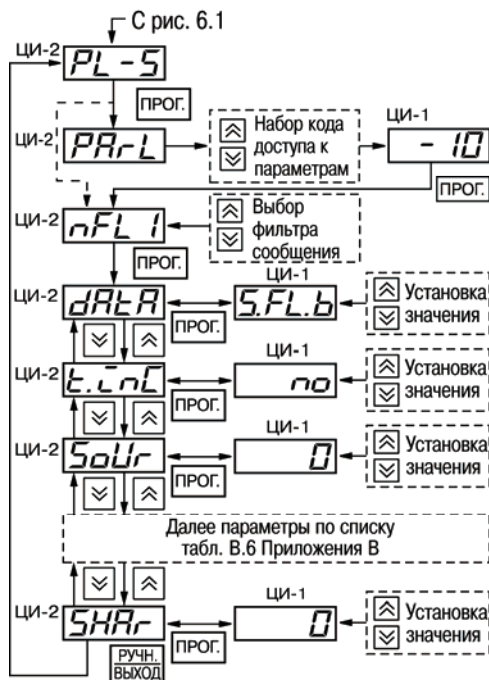 С рис. 6.1
ЦИ-2
PL-5
ПРОГ.
ЦИ-2
PArL
Набор кода
доступа к
параметрам
ЦИ-1
-10
ПРОГ.
ЦИ-2
nFL1
Выбор
фильтра
сообщения
ПРОГ.
ЦИ-2
dAtA
ПРОГ.
ЦИ-1
S.FL.b
Установка
значения
ЦИ-2
t.inC
ПРОГ.
ЦИ-1
no
Установка
значения
ЦИ-2
SoUr
ПРОГ.
ЦИ-1
0
Установка
значения
Далее параметры по списку
табл. В.6 Приложения В
ЦИ-2
SHAr
ПРОГ.
ЦИ-1
0
Установка
значения
РУЧН.
ВЫХОД